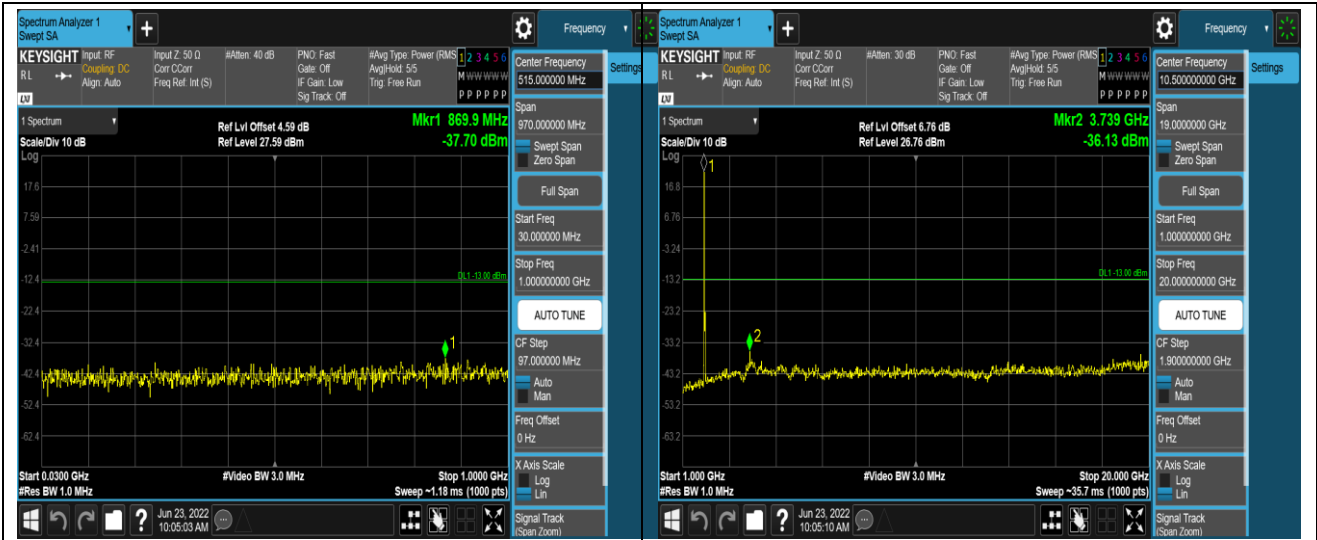 Spectrum Analyzer 1
Swept SA
+
Frequency
KEYSIGHT
RL
LXI
Input: RF
Coupling: DC
Align: Auto
Input Z: 50 Ω
Corr CCorr
Freq Ref: Int (S)
#Atten: 40 dB
PNO: Fast
Gate: Off
IF Gain: Low
Sig Track: Off
#Avg Type: Power (RMS
Avg|Hold: 5/5
Trig: Free Run
1 2 3 4 5 6
M W W W W W
P P P P P P
Center Frequency
515.000000 MHz
Settings
1 Spectrum
Scale/Div 10 dB
Ref Lvl Offset 4.59 dB
Ref Level 27.59 dBm
Mkr1 869.9 MHz
-37.70 dBm
Span
970.000000 MHz
Swept Span
Zero Span
Full Span
Start Freq
30.000000 MHz
Stop Freq
1.000000000 GHz
AUTO TUNE
CF Step
97.000000 MHz
Auto
Man
Freq Offset
0 Hz
X Axis Scale
Log
Lin
Signal Track
(Span Zoom)
Log
17.6
7.59
-2.41
-12.4
-22.4
-32.4
-42.4
-52.4
-62.4
DL1 -13.00 dBm
1
Start 0.0300 GHz
#Res BW 1.0 MHz
#Video BW 3.0 MHz
Stop 1.0000 GHz
Sweep ~1.18 ms (1000 pts)
?
Jun 23, 2022
10:05:03 AM
Spectrum Analyzer 1
Swept SA
+
Frequency
KEYSIGHT
RL
LXI
Input: RF
Coupling: DC
Align: Auto
Input Z: 50 Ω
Corr CCorr
Freq Ref: Int (S)
#Atten: 30 dB
PNO: Fast
Gate: Off
IF Gain: Low
Sig Track: Off
#Avg Type: Power (RMS
Avg|Hold: 5/5
Trig: Free Run
1 2 3 4 5 6
M W W W W W
P P P P P P
Center Frequency
10.500000000 GHz
Settings
1 Spectrum
Scale/Div 10 dB
Ref Lvl Offset 6.76 dB
Ref Level 26.76 dBm
Mkr2 3.739 GHz
-36.13 dBm
Span
19.0000000 GHz
Swept Span
Zero Span
Full Span
Start Freq
1.000000000 GHz
Stop Freq
20.000000000 GHz
AUTO TUNE
CF Step
1.900000000 GHz
Auto
Man
Freq Offset
0 Hz
X Axis Scale
Log
Lin
Signal Track
(Span Zoom)
Log
16.8
6.76
-3.24
-13.2
-23.2
-33.2
-43.2
-53.2
-63.2
1
DL1 -13.00 dBm
2
Start 1.000 GHz
#Res BW 1.0 MHz
#Video BW 3.0 MHz
Stop 20.000 GHz
Sweep ~35.7 ms (1000 pts)
?
Jun 23, 2022
10:05:10 AM